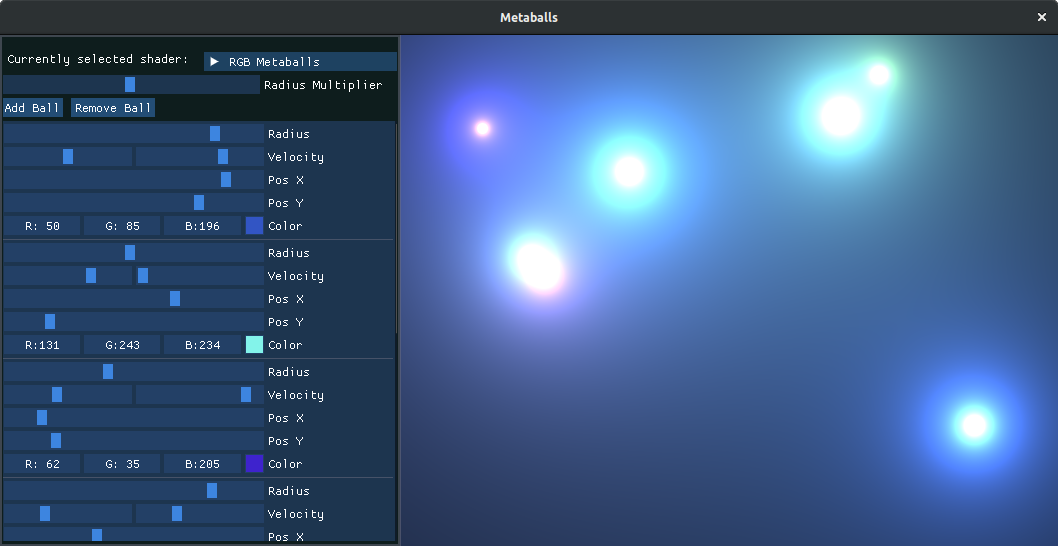 Metaballs
Currently selected shader: RGB Metaballs
Radius Multiplier
Add Ball Remove Ball
Radius
Velocity
Pos X
Pos Y
R: 50 G: 85 B:196 Color
Radius
Velocity
Pos X
Pos Y
R:131 G:243 B:234 Color
Radius
Velocity
Pos X
Pos Y
R: 62 G: 35 B:205 Color
Radius
Velocity
Pos X